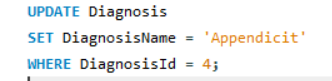 UPDATE Diagnosis
SET DiagnosisName = 'Appendicit'
WHERE DiagnosisId = 4;